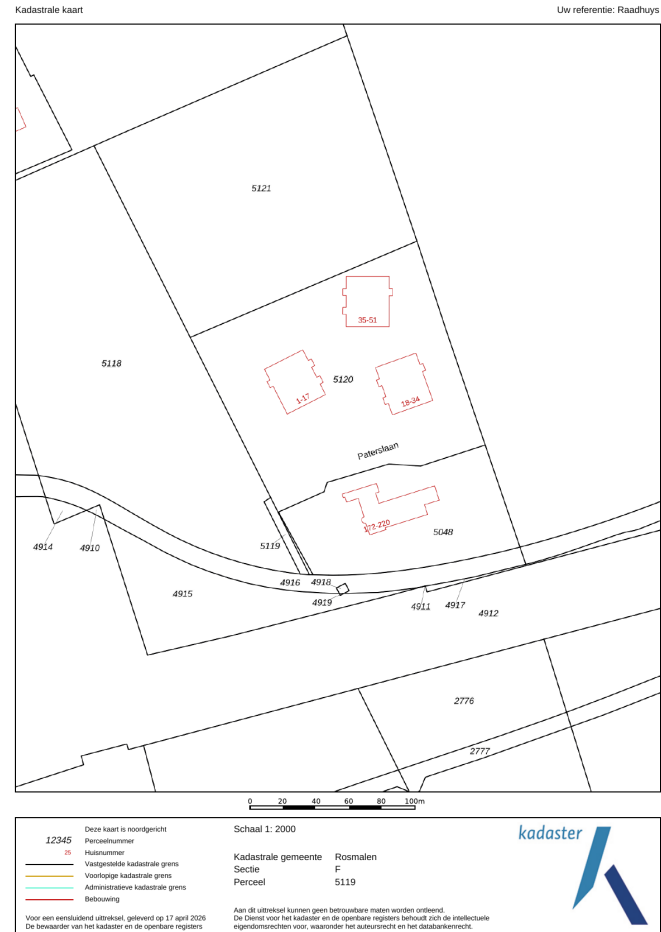 Kadastrale kaart
Uw referentie: Raadhuys
5121
35-51
5118
5120
1-17
18-34
Paterslaan
172-220
5048
4914
4910
5119
4916
4918
4915
4919
4911
4917
4912
2776
2777
0 20 40 60 80 100m
Deze kaart is noordgericht
12345 Perceelnummer
25 Huisnummer
Vastgestelde kadastrale grens
Voorlopige kadastrale grens
Administratieve kadastrale grens
Bebouwing
Voor een eensluidend uittreksel, geleverd op 17 april 2026
De bewaarder van het kadaster en de openbare registers
Schaal 1: 2000
Kadastrale gemeente Rosmalen
Sectie F
Perceel 5119
Aan dit uittreksel kunnen geen betrouwbare maten worden ontleend.
De Dienst voor het kadaster en de openbare registers behoudt zich de intellectuele
eigendomsrechten voor, waaronder het auteursrecht en het databankenrecht.
kadaster